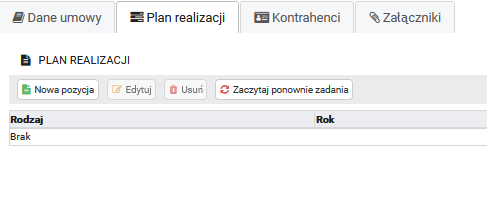 Dane umowy Plan realizacji Kontrahenci Załączniki
PLAN REALIZACJI
Nowa pozycja Edytuj Usuń Zaczytaj ponownie zadania
Rodzaj Rok
Brak